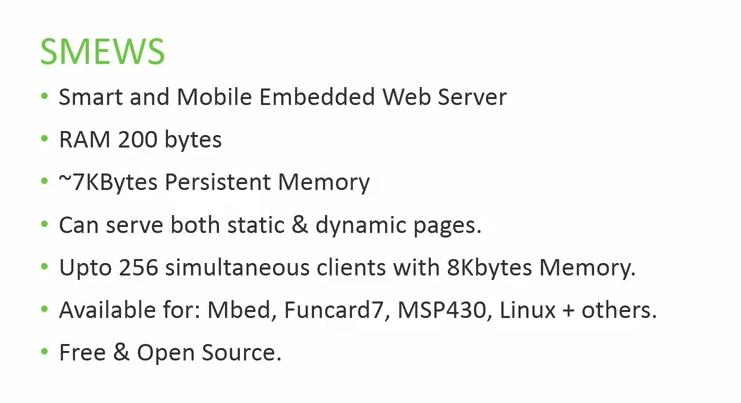 SMEWS
• Smart and Mobile Embedded Web Server
• RAM 200 bytes
• ~7KBytes Persistent Memory
• Can serve both static & dynamic pages.
• Upto 256 simultaneous clients with 8Kbytes Memory.
• Available for: Mbed, Funcard7, MSP430, Linux + others.
• Free & Open Source.